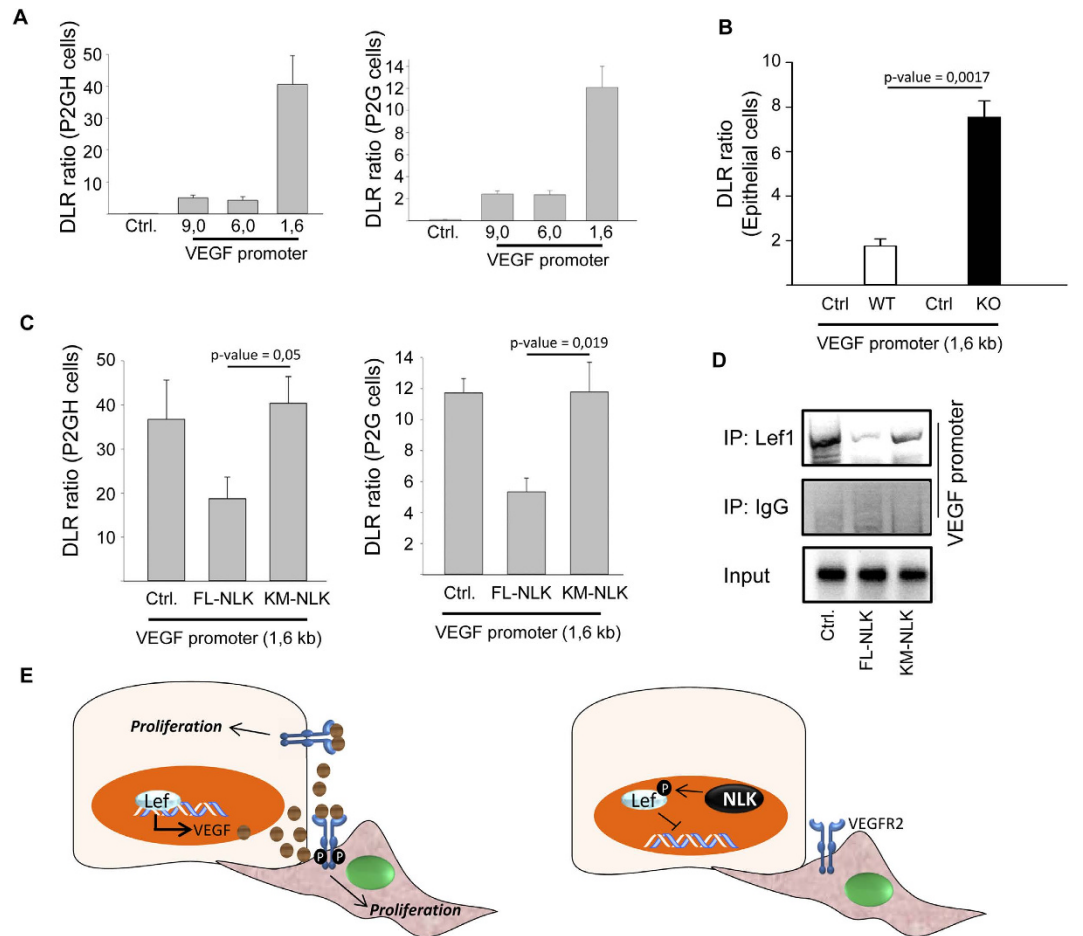 A
DLR ratio (P2GH cells)
50
40
30
20
10
Ctrl.
9,0
6,0
1,6
VEGF promoter
DLR ratio (P2G cells)
14
12
10
8
6
4
2
Ctrl.
9,0
6,0
1,6
VEGF promoter
B
DLR ratio
(Epithelial cells)
10
8
6
4
2
p-value = 0,0017
Ctrl
WT
Ctrl
KO
VEGF promoter (1,6 kb)
C
DLR ratio (P2GH cells)
50
40
30
20
10
p-value = 0,05
Ctrl.
FL-NLK
KM-NLK
VEGF promoter (1,6 kb)
DLR ratio (P2G cells)
14
12
10
8
6
4
2
p-value = 0,019
Ctrl.
FL-NLK
KM-NLK
VEGF promoter (1,6 kb)
D
IP: Lef1
IP: IgG
Input
VEGF promoter
Ctrl.
FL-NLK
KM-NLK
E
Proliferation
Lef
VEGF
P
P
Proliferation
P
Lef
NLK
VEGFR2